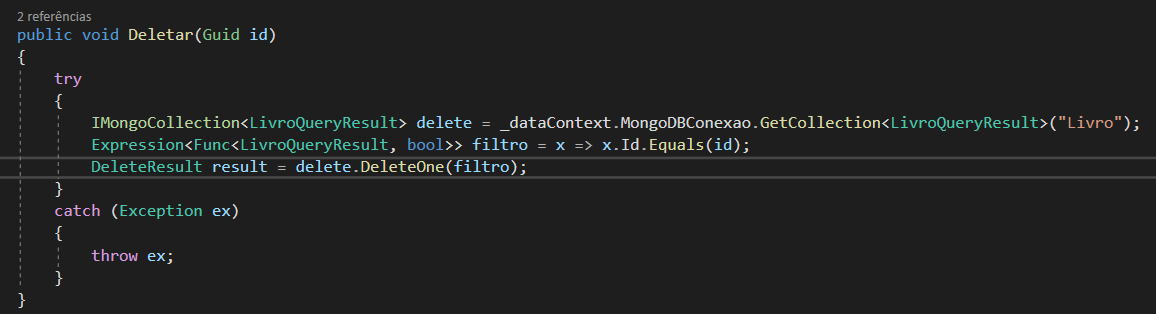 2 referências
public void Deletar(Guid id)
{
try
{
IMongoCollection<LivroQueryResult> delete = _dataContext.MongoDBConexao.GetCollection<LivroQueryResult>("Livro");
Expression<Func<LivroQueryResult, bool>> filtro = x => x.Id.Equals(id);
DeleteResult result = delete.DeleteOne(filtro);
}
catch (Exception ex)
{
throw ex;
}
}